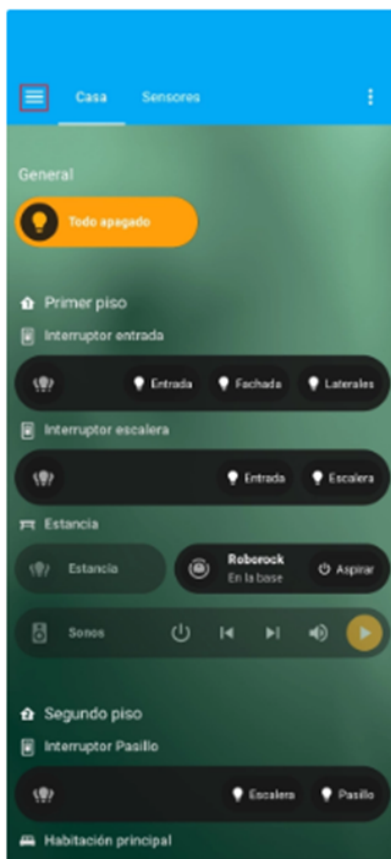 Casa Sensores
General
Todo apagado
Primer piso
Interruptor entrada
Entrada Fachada Laterales
Interruptor escalera
Entrada Escalera
Estancia
Estancia Roborock Aspirar
En la base
Sonos
Segundo piso
Interruptor Pasillo
Escalera Pasillo
Habitación principal